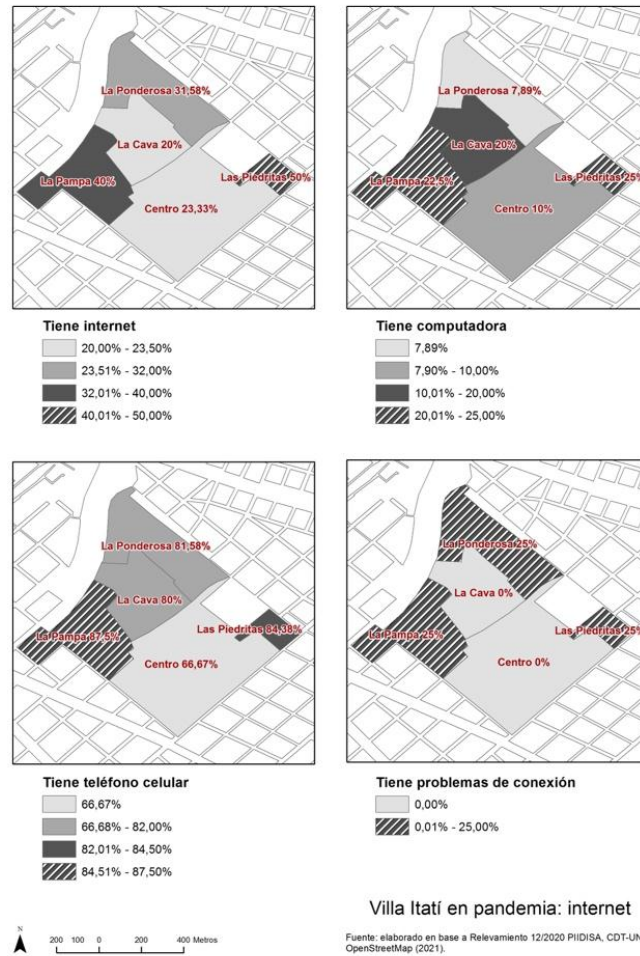 La Ponderosa 31,58%
La Cava 20%
La Pampa 40%
Las Piedritas 50%
Centro 23,33%
Tiene internet
20,00% - 23,50%
23,51% - 32,00%
32,01% - 40,00%
40,01% - 50,00%
La Ponderosa 7,89%
La Cava 20%
La Pampa 22,5%
Las Piedritas 25%
Centro 10%
Tiene computadora
7,89%
7,90% - 10,00%
10,01% - 20,00%
20,01% - 25,00%
La Ponderosa 81,58%
La Cava 80%
La Pampa 87,5%
Las Piedritas 84,38%
Centro 66,67%
Tiene teléfono celular
66,67%
66,68% - 82,00%
82,01% - 84,50%
84,51% - 87,50%
La Ponderosa 25%
La Cava 0%
La Pampa 25%
Las Piedritas 25%
Centro 0%
Tiene problemas de conexión
0,00%
0,01% - 25,00%
Villa Itatí en pandemia: internet
N
200 100 0 200 400 Metros
Fuente: elaborado en base a Relevamiento 12/2020 PIIDISA, CDT-UN
OpenStreetMap (2021).